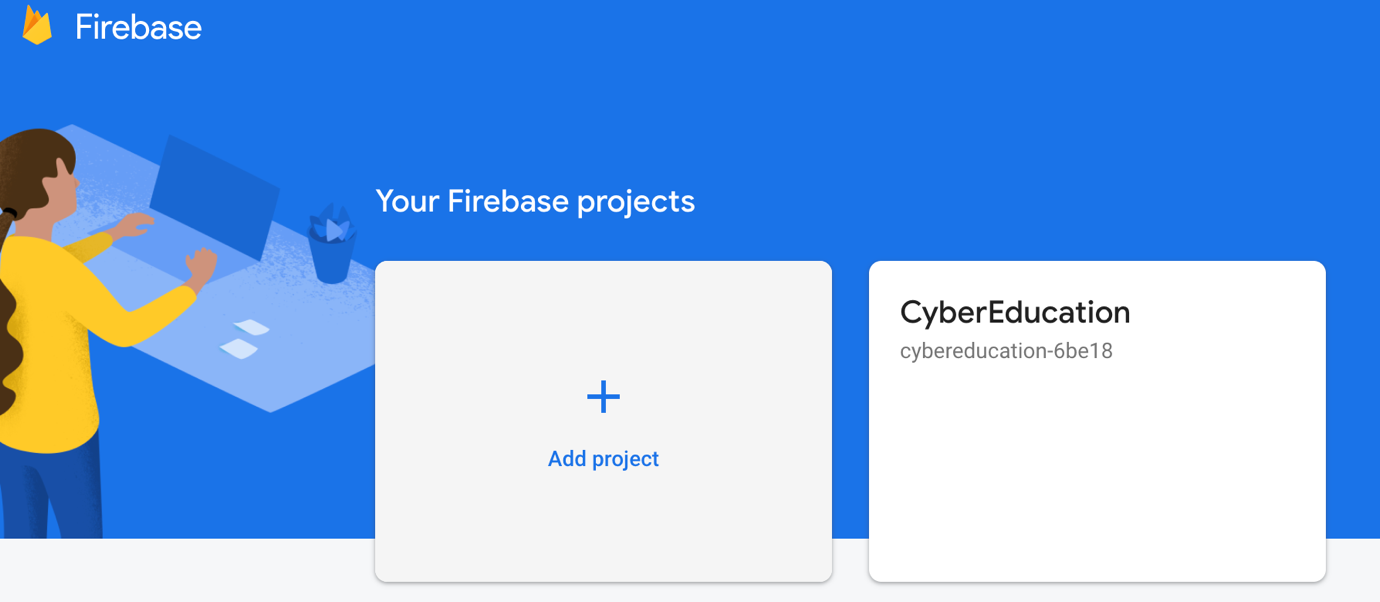 Firebase
Your Firebase projects
Add project
CyberEducation
cybereducation-6be18